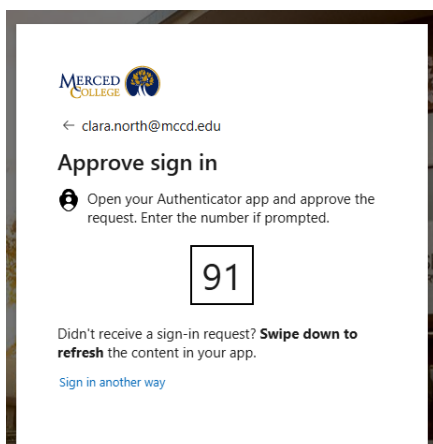 MERCED
COLLEGE
← clara.north@mccd.edu
Approve sign in
Open your Authenticator app and approve the
request. Enter the number if prompted.
91
Didn't receive a sign-in request? Swipe down to
refresh the content in your app.
Sign in another way